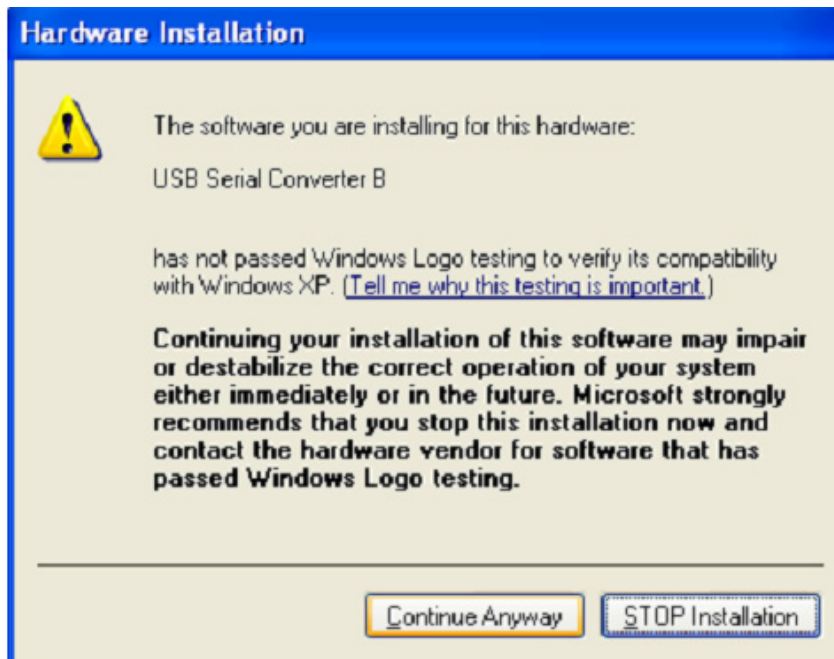 Hardware Installation
The software you are installing for this hardware:
USB Serial Converter B
has not passed Windows Logo testing to verify its compatibility
with Windows XP. (Tell me why this testing is important.)
Continuing your installation of this software may impair
or destabilize the correct operation of your system
either immediately or in the future. Microsoft strongly
recommends that you stop this installation now and
contact the hardware vendor for software that has
passed Windows Logo testing.
Continue Anyway
STOP Installation